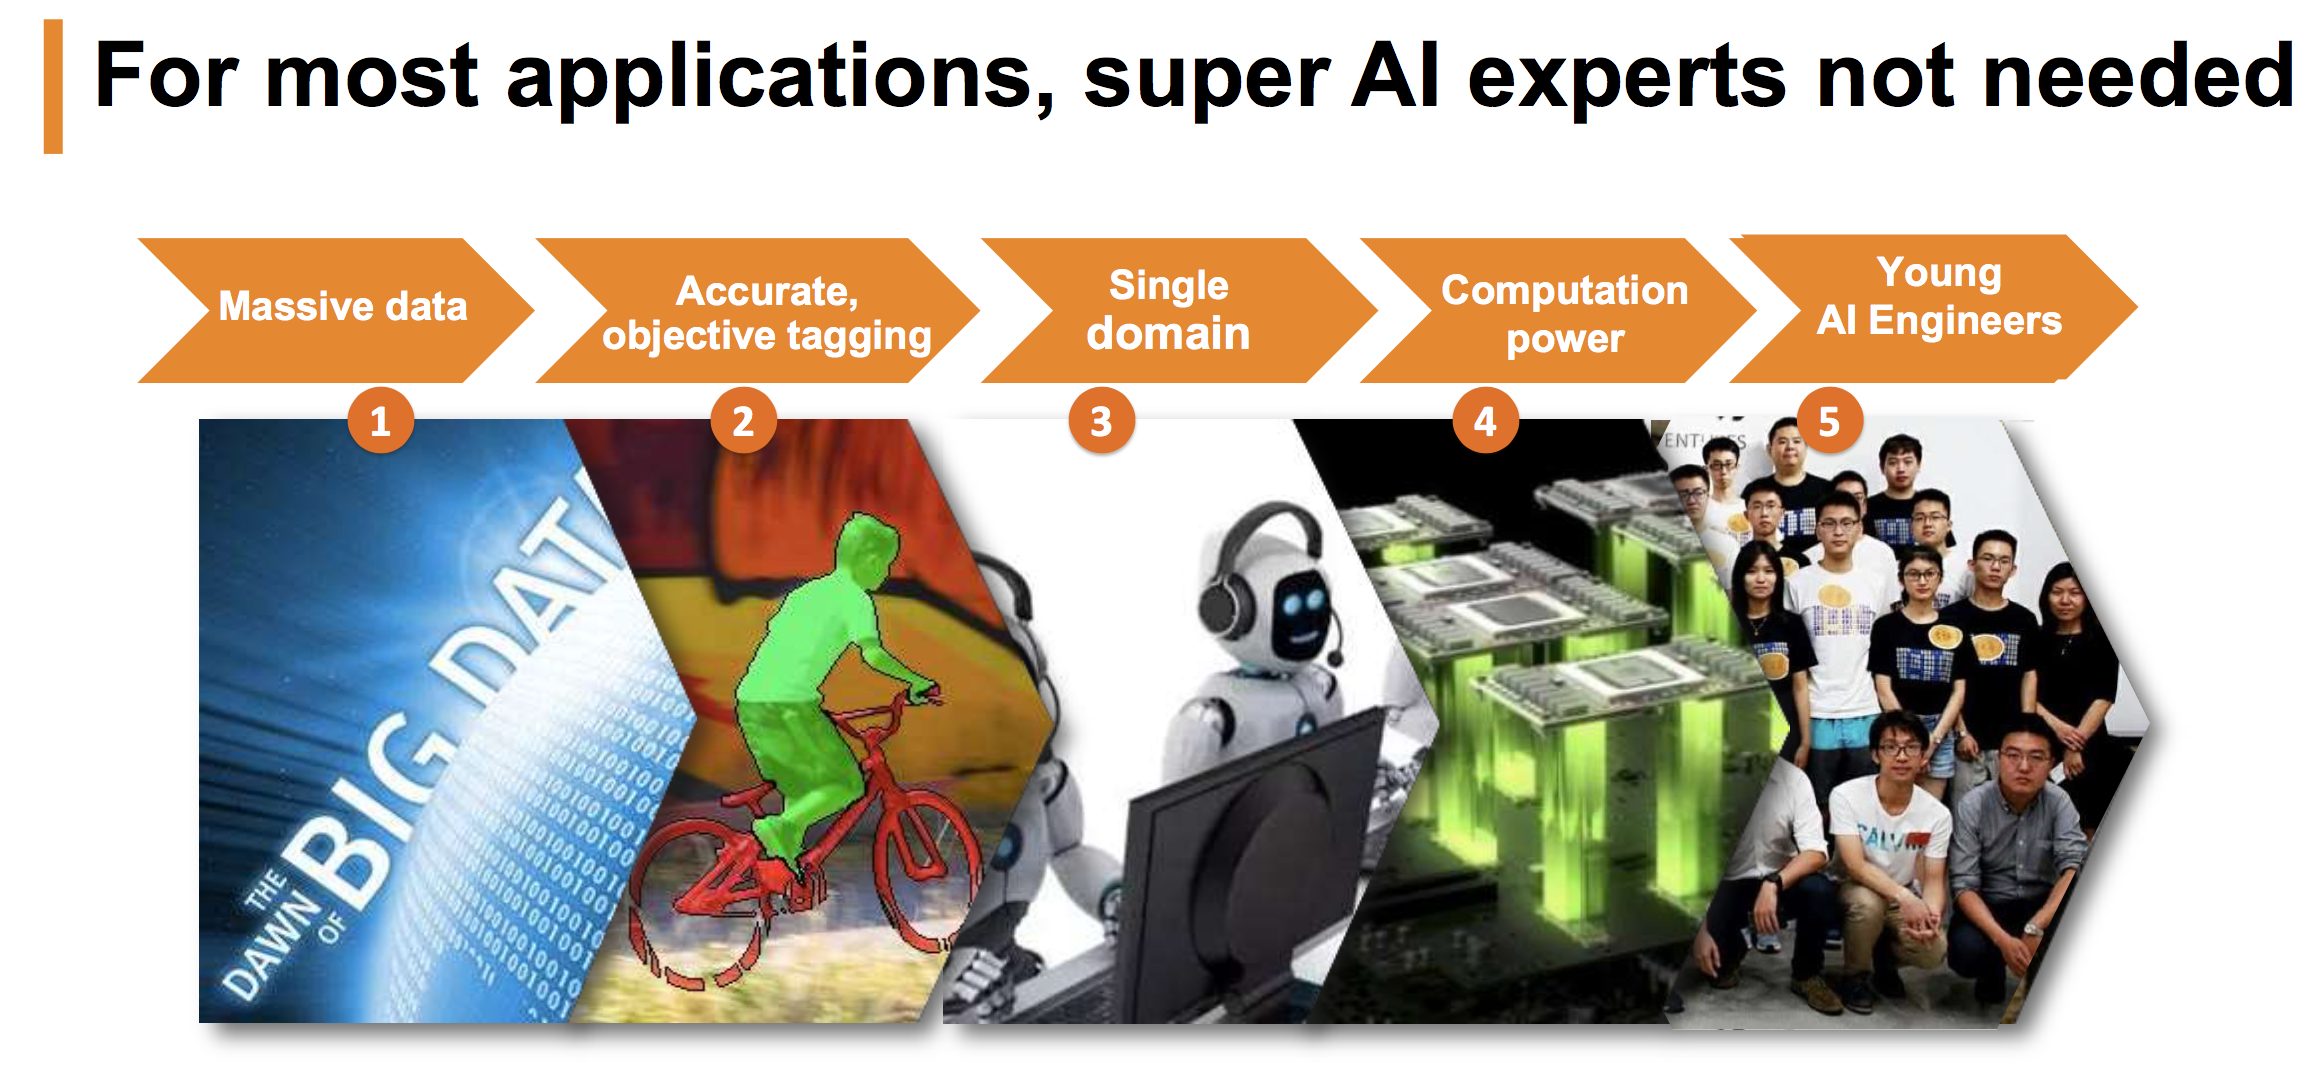 For most applications, super AI experts not needed
Massive data
Accurate,
objective tagging
Single
domain
Computation
power
Young
AI Engineers
1
2
3
4
5
THE
DAWN
OF
BIG DATA